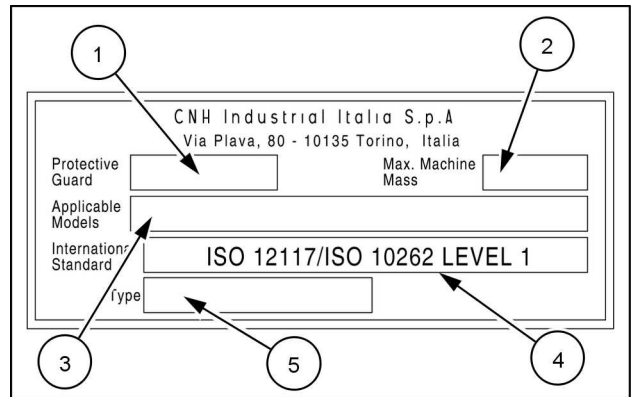 1
2
CNH Industrial Italia S.p.A
Via Plava, 80 - 10135 Torino, Italia
Protective Guard
Max. Machine Mass
Applicable Models
Internationa Standard
ISO 12117/ISO 10262 LEVEL 1
Type
3
5
4